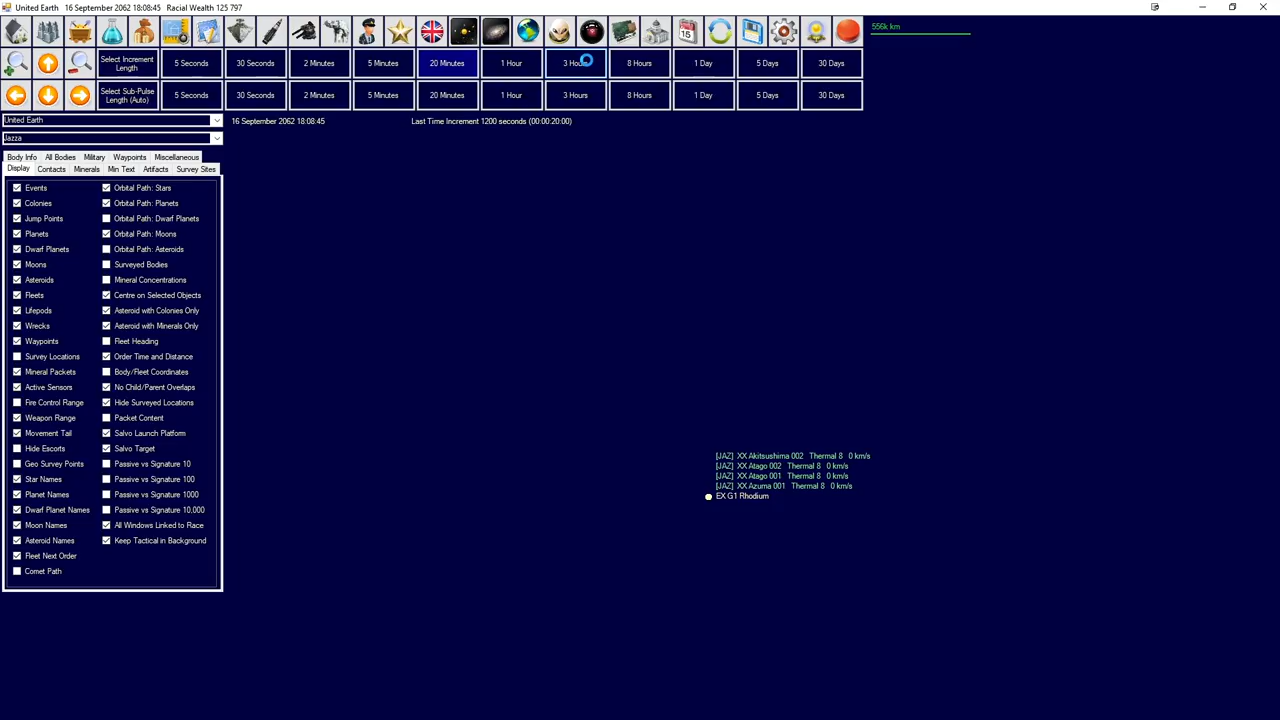 United Earth   16 September 2062 18:08:45   Racial Wealth 125 797
556k km
Select Increment Length
5 Seconds
30 Seconds
2 Minutes
5 Minutes
20 Minutes
1 Hour
3 Hours
8 Hours
1 Day
5 Days
30 Days
Select Sub-Pulse Length (Auto)
5 Seconds
30 Seconds
2 Minutes
5 Minutes
20 Minutes
1 Hour
3 Hours
8 Hours
1 Day
5 Days
30 Days
United Earth
16 September 2062 18:08:45
Last Time Increment 1200 seconds (00:00:20:00)
Jazza
Body Info   All Bodies   Military   Waypoints   Miscellaneous
Display   Contacts   Minerals   Min Text   Artifacts   Survey Sites
Events   Orbital Path: Stars
Colonies   Orbital Path: Planets
Jump Points   Orbital Path: Dwarf Planets
Planets   Orbital Path: Moons
Dwarf Planets   Orbital Path: Asteroids
Moons   Surveyed Bodies
Asteroids   Mineral Concentrations
Fleets   Centre on Selected Objects
Lifepods   Asteroid with Colonies Only
Wrecks   Asteroid with Minerals Only
Waypoints   Fleet Heading
Survey Locations   Order Time and Distance
Mineral Packets   Body/Fleet Coordinates
Active Sensors   No Child/Parent Overlaps
Fire Control Range   Hide Surveyed Locations
Weapon Range   Packet Content
Movement Tail   Salvo Launch Platform
Hide Escorts   Salvo Target
Geo Survey Points   Passive vs Signature 10
Star Names   Passive vs Signature 100
Planet Names   Passive vs Signature 1000
Dwarf Planet Names   Passive vs Signature 10,000
Moon Names   All Windows Linked to Race
Asteroid Names   Keep Tactical in Background
Fleet Next Order
Comet Path
[JAZ]  XX Akitsushima 002   Thermal 8   0 km/s
[JAZ]  XX Atago 002   Thermal 8   0 km/s
[JAZ]  XX Atago 001   Thermal 8   0 km/s
[JAZ]  XX Azuma 001   Thermal 8   0 km/s
EX G1 Rhodium